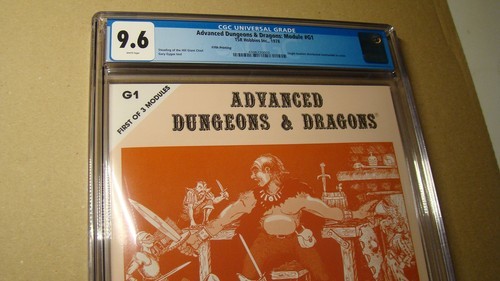 CGC UNIVERSAL GRADE
9.6
Advanced Dungeons & Dragons: Module #G1
TSR Hobbies Inc., 1978
G1
FIRST OF 3 MODULES
ADVANCED
DUNGEONS & DRAGONS